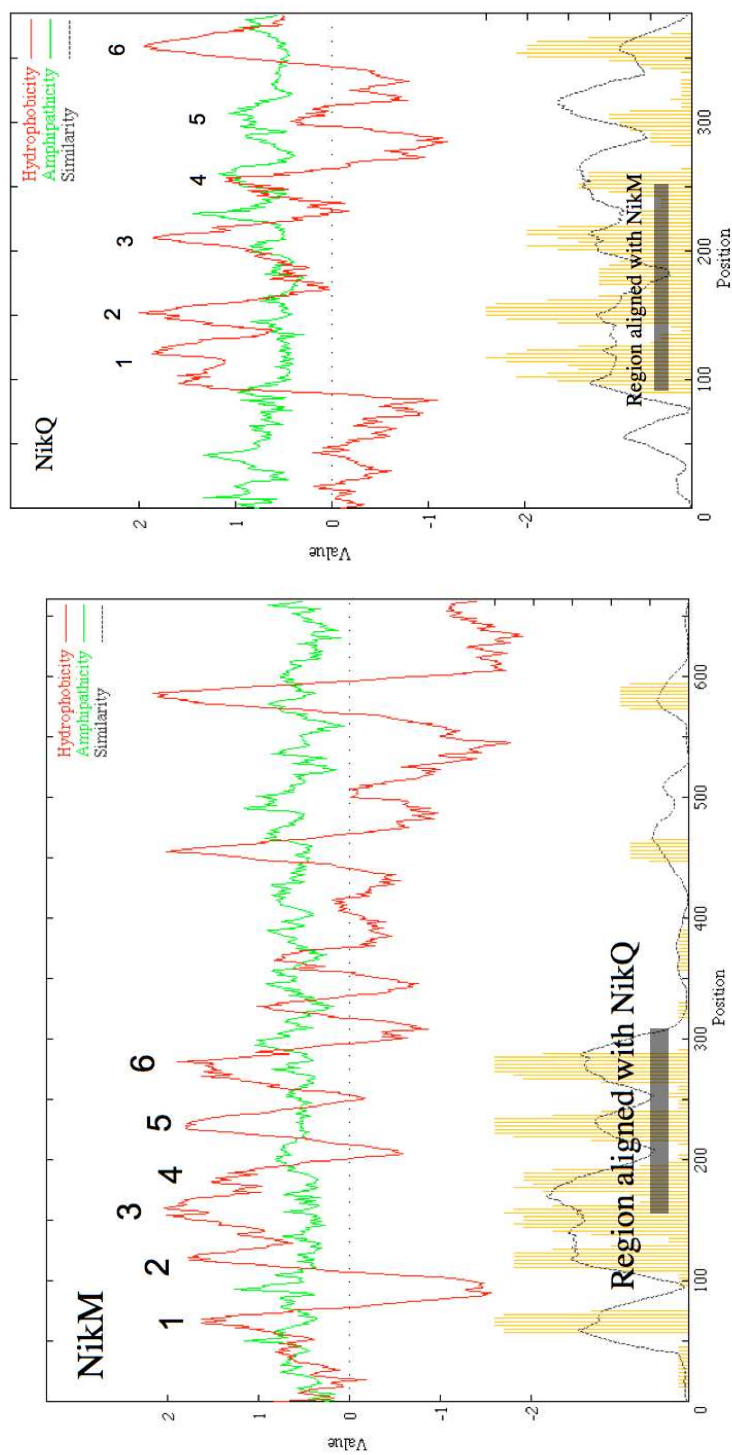 NikM
Hydrophobicity
Amphipathicity
Similarity
1
2
3
4
5
6
2
1
0
-1
-2
Value
Region aligned with NikQ
0
100
200
300
400
500
600
Position
NikQ
Hydrophobicity
Amphipathicity
Similarity
1
2
3
4
5
6
2
1
0
-1
-2
Value
Region aligned with NikM
0
100
200
300
Position